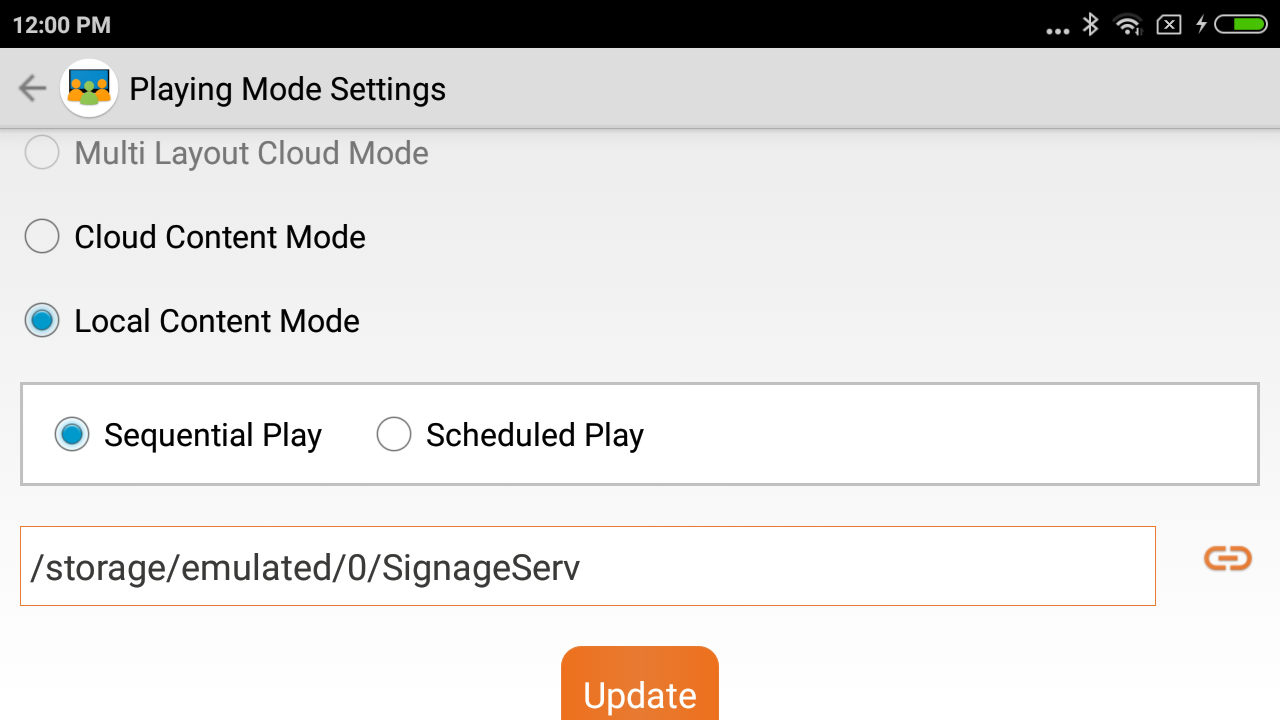 12:00 PM
Playing Mode Settings
Multi Layout Cloud Mode
Cloud Content Mode
Local Content Mode
Sequential Play Scheduled Play
/storage/emulated/0/SignageServ
Update